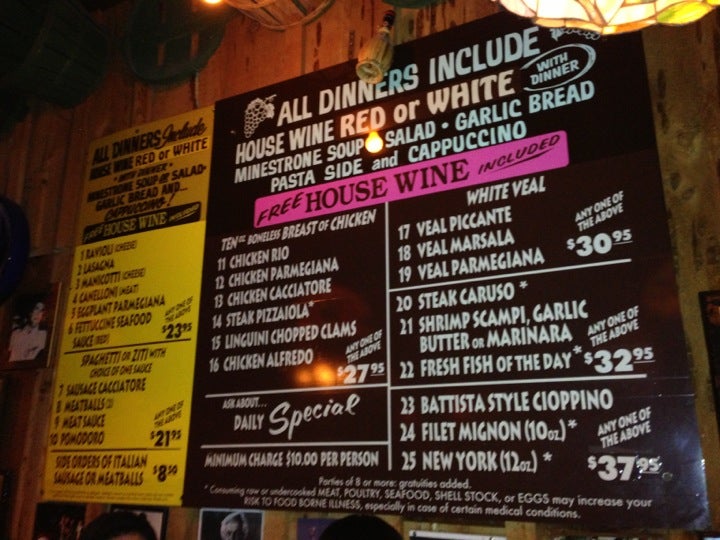 ALL DINNERS Include
HOUSE WINE RED or WHITE
WITH DINNER
MINESTRONE SOUP or SALAD
GARLIC BREAD AND...
CAPPUCCINO!
FREE HOUSE WINE INCLUDED
1 RAVIOLI (CHEESE)
2 LASAGNA
3 MANICOTTI (CHEESE)
4 CANELLONI (MEAT)
5 EGGPLANT PARMEGIANA
6 FETTUCCINE SEAFOOD
SAUCE (RED)
ANY ONE OF
THE ABOVE
$23.95
SPAGHETTI OR ZITI WITH
CHOICE OF ONE SAUCE
7 SAUSAGE CACCIATORE
8 MEATBALLS (2)
9 MEAT SAUCE
10 POMODORO
ANY ONE OF
THE ABOVE
$21.95
SIDE ORDERS OF ITALIAN
SAUSAGE OR MEATBALLS
$8.50
ALL DINNERS INCLUDE
HOUSE WINE RED or WHITE
WITH
DINNER
MINESTRONE SOUP SALAD • GARLIC BREAD
PASTA SIDE and CAPPUCCINO
FREE HOUSE WINE INCLUDED
TEN oz. BONELESS BREAST OF CHICKEN
11 CHICKEN RIO
12 CHICKEN PARMEGIANA
13 CHICKEN CACCIATORE
14 STEAK PIZZAIOLA*
15 LINGUINI CHOPPED CLAMS
16 CHICKEN ALFREDO
ANY ONE OF
THE ABOVE
$27.95
ASK ABOUT...
DAILY Special
MINIMUM CHARGE $10.00 PER PERSON
WHITE VEAL
17 VEAL PICCANTE
18 VEAL MARSALA
19 VEAL PARMEGIANA
ANY ONE OF
THE ABOVE
$30.95
20 STEAK CARUSO *
21 SHRIMP SCAMPI, GARLIC
BUTTER OR MARINARA *
22 FRESH FISH OF THE DAY *
ANY ONE OF
THE ABOVE
$32.95
23 BATTISTA STYLE CIOPPINO
24 FILET MIGNON (10oz.) *
25 NEW YORK (12oz.) *
ANY ONE OF
THE ABOVE
$37.95
Parties of 8 or more: gratuities added.
* Consuming raw or undercooked MEAT, POULTRY, SEAFOOD, SHELL STOCK, or EGGS may increase your
RISK TO FOOD BORNE ILLNESS, especially in case of certain medical conditions.